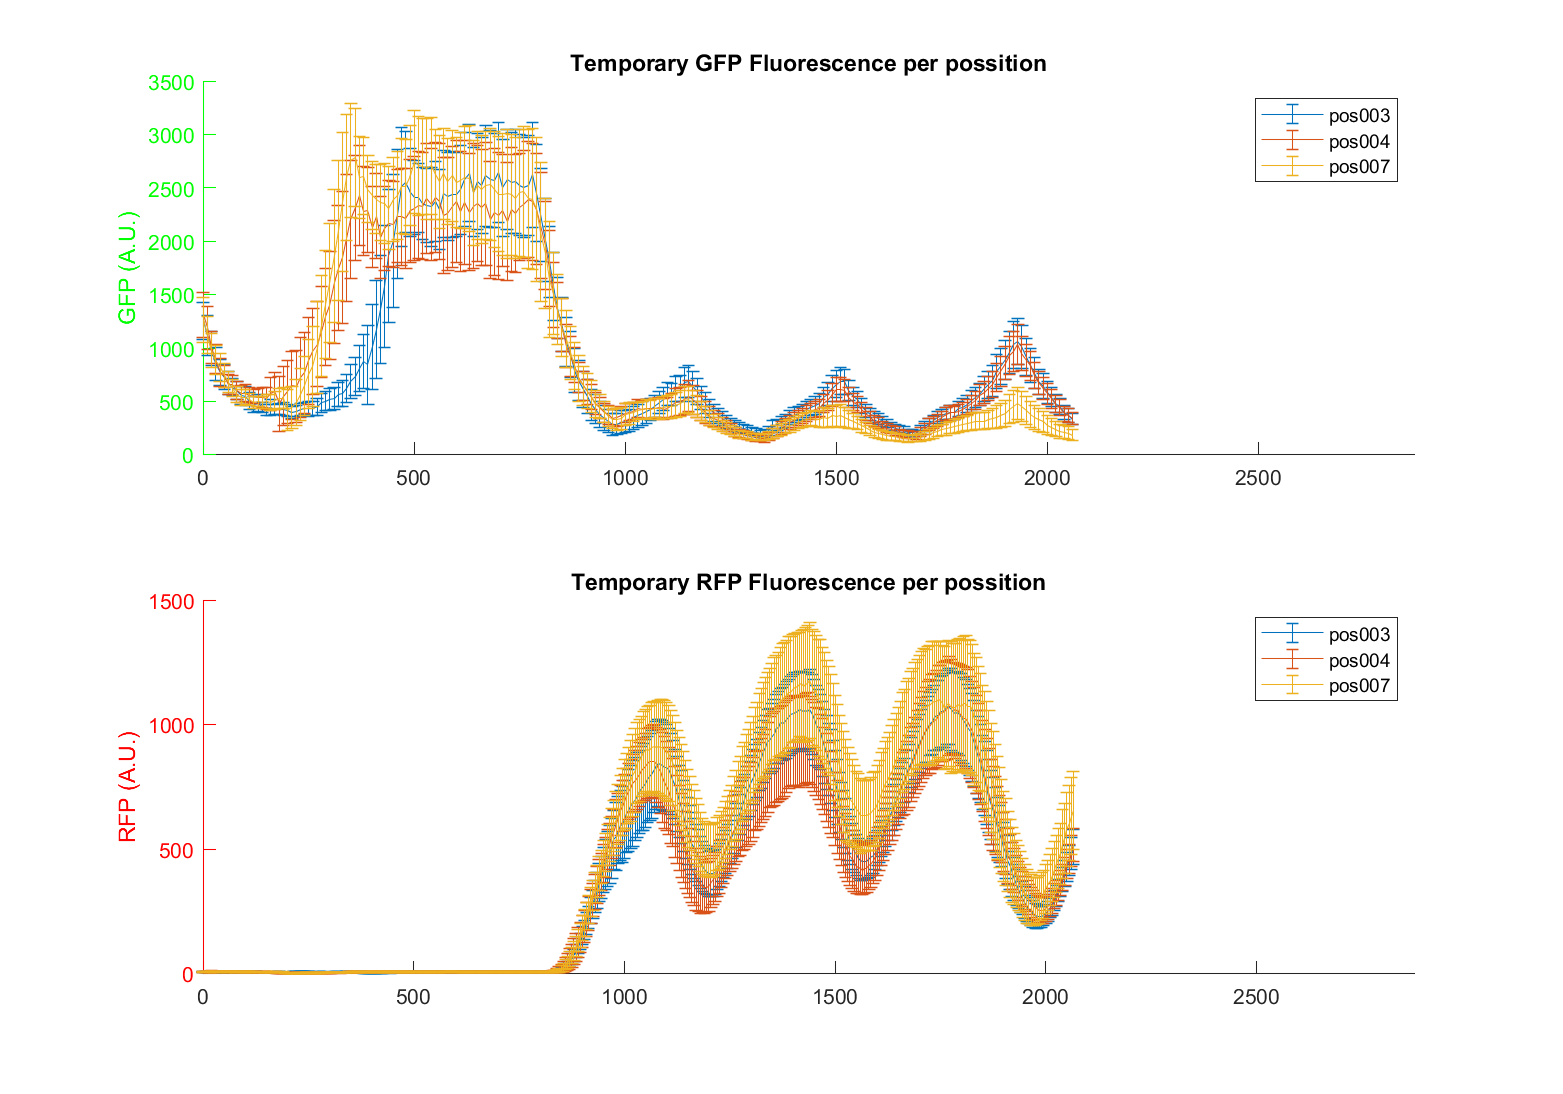 Temporary GFP Fluorescence per possition
3500
3000
2500
2000
1500
1000
500
0
GFP (A.U.)
0 500 1000 1500 2000 2500
pos003
pos004
pos007
Temporary RFP Fluorescence per possition
1500
1000
500
0
RFP (A.U.)
0 500 1000 1500 2000 2500
pos003
pos004
pos007